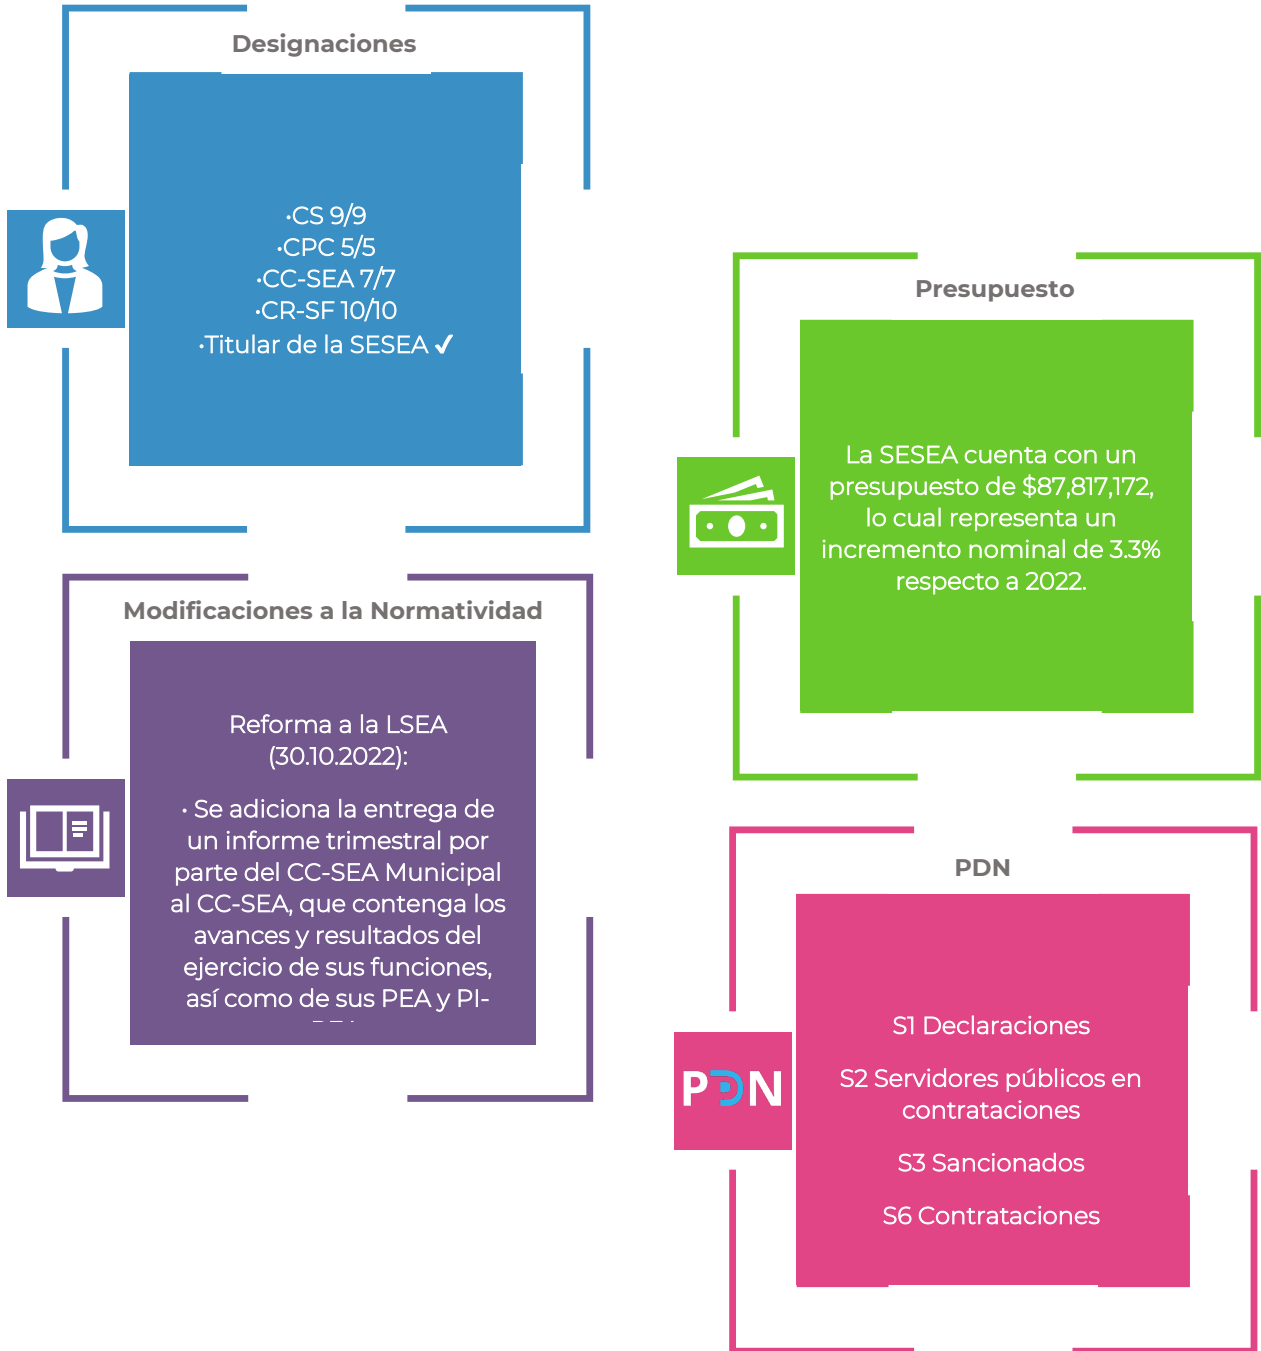 Designaciones
•CS 9/9
•CPC 5/5
•CC-SEA 7/7
•CR-SF 10/10
•Titular de la SESEA ✔
Modificaciones a la Normatividad
Reforma a la LSEA
(30.10.2022):
• Se adiciona la entrega de
un informe trimestral por
parte del CC-SEA Municipal
al CC-SEA, que contenga los
avances y resultados del
ejercicio de sus funciones,
así como de sus PEA y PI-
Presupuesto
La SESEA cuenta con un
presupuesto de $87,817,172,
lo cual representa un
incremento nominal de 3.3%
respecto a 2022.
PDN
PDN
S1 Declaraciones
S2 Servidores públicos en
contrataciones
S3 Sancionados
S6 Contrataciones